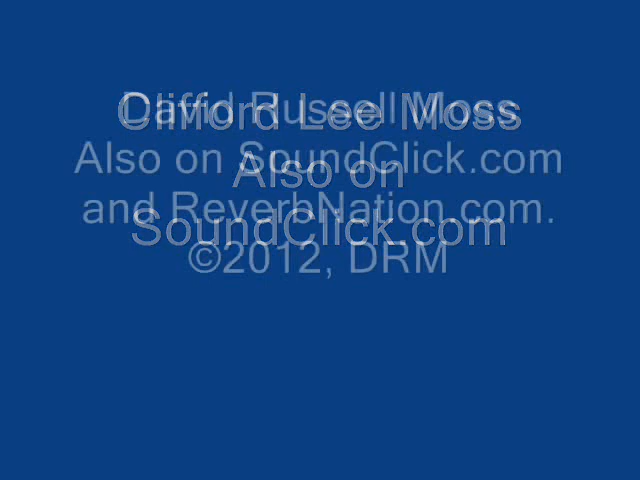 Clifford Lee Moss
Also on
SoundClick.com
David Russell Moss
Also on SoundClick.com
and ReverbNation.com.
©2012, DRM